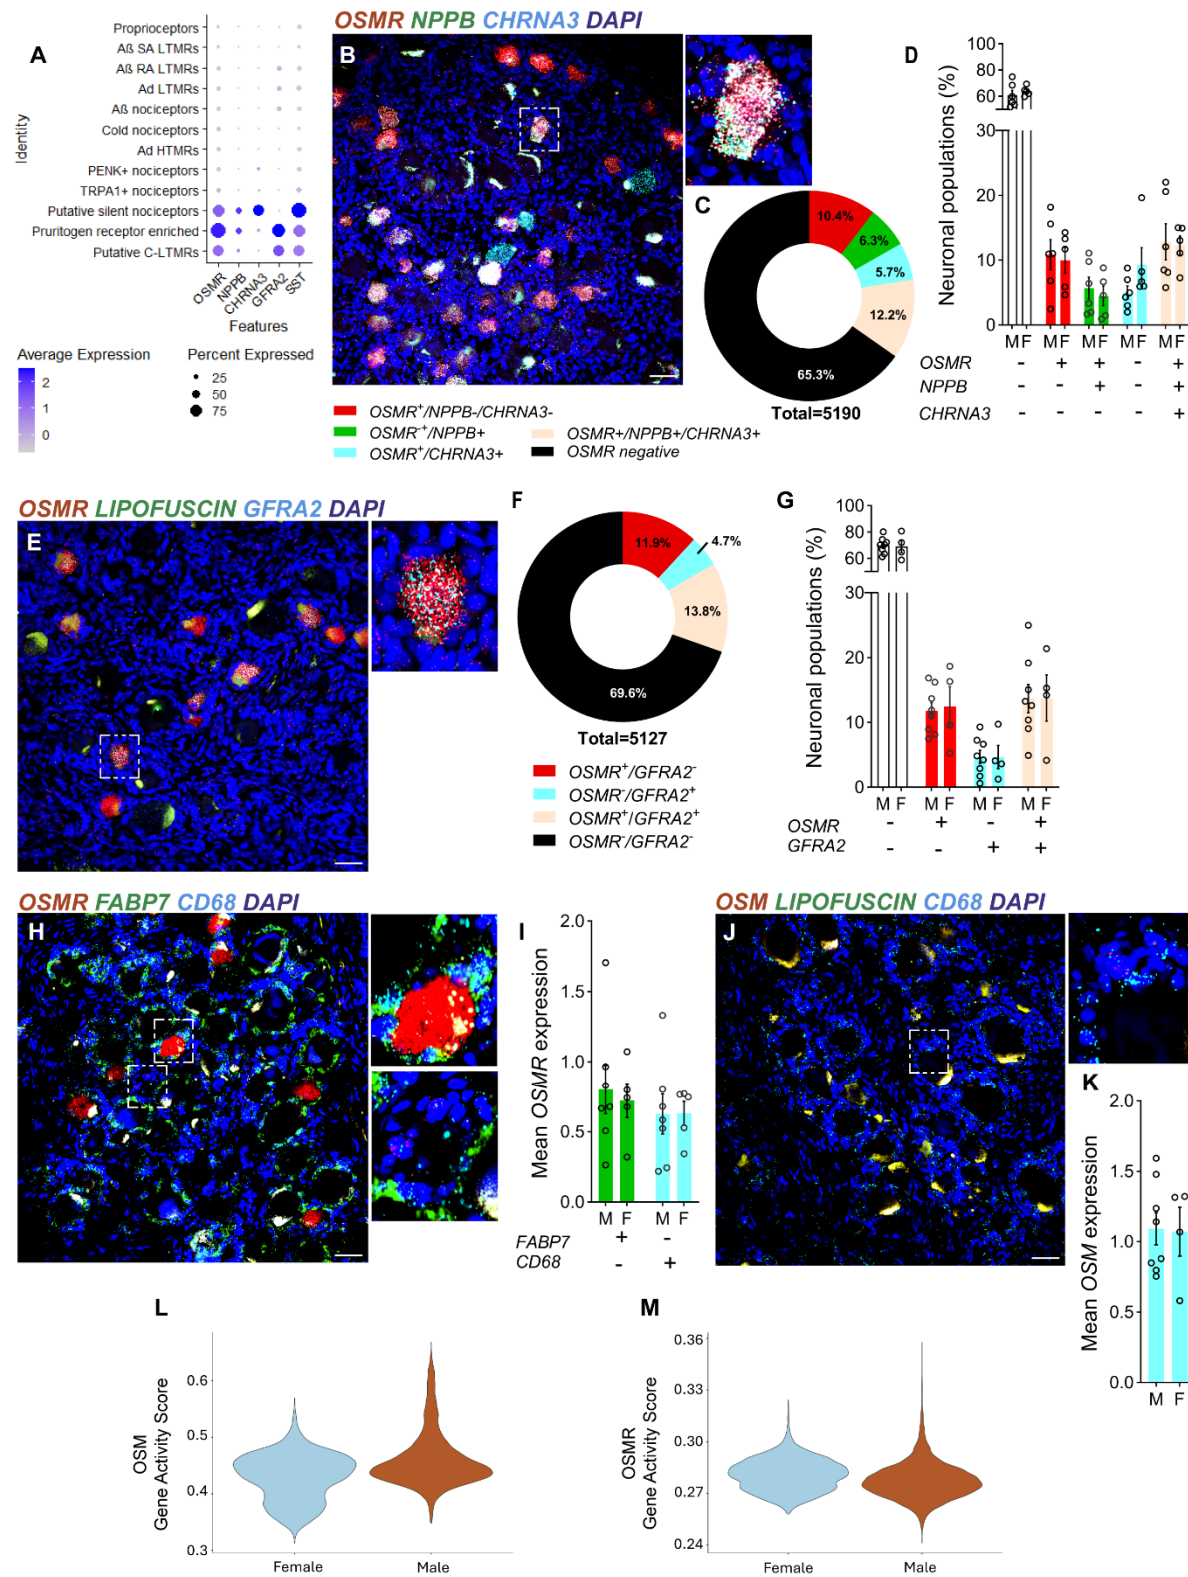 A
Identity
Proprioceptors
Aß SA LTMRs
Aß RA LTMRs
Ad LTMRs
Aß nociceptors
Cold nociceptors
Ad HTMRs
PENK+ nociceptors
TRPA1+ nociceptors
Putative silent nociceptors
Pruritogen receptor enriched
Putative C-LTMRs
OSMR NPPB CHRNA3 GFRA2 SST
Features
Average Expression
2
1
0
Percent Expressed
25
50
75
OSMR NPPB CHRNA3 DAPI
B
C
10.4%
6.3%
5.7%
12.2%
65.3%
Total=5190
OSMR+/NPPB-/CHRNA3-
OSMR-+/NPPB+
OSMR+/CHRNA3+
OSMR+/NPPB+/CHRNA3+
OSMR negative
D
Neuronal populations (%)
100
80
60
30
20
10
0
M F M F M F M F M F
OSMR - + + - +
NPPB - - + - +
CHRNA3 - - - - +
OSMR LIPOFUSCIN GFRA2 DAPI
E
F
11.9%
4.7%
13.8%
69.6%
Total=5127
OSMR+/GFRA2-
OSMR-/GFRA2+
OSMR+/GFRA2+
OSMR-/GFRA2-
G
Neuronal populations (%)
100
80
60
30
20
10
0
M F M F M F M F
OSMR - + - +
GFRA2 - - + +
OSMR FABP7 CD68 DAPI
H
I
Mean OSMR expression
2.0
1.5
1.0
0.5
0.0
M F M F
FABP7 + -
CD68 - +
OSM LIPOFUSCIN CD68 DAPI
J
K
Mean OSM expression
2.0
1.5
1.0
0.5
0.0
M F
L
OSM
Gene Activity Score
0.6
0.5
0.4
0.3
Female Male
M
OSMR
Gene Activity Score
0.36
0.33
0.30
0.27
0.24
Female Male